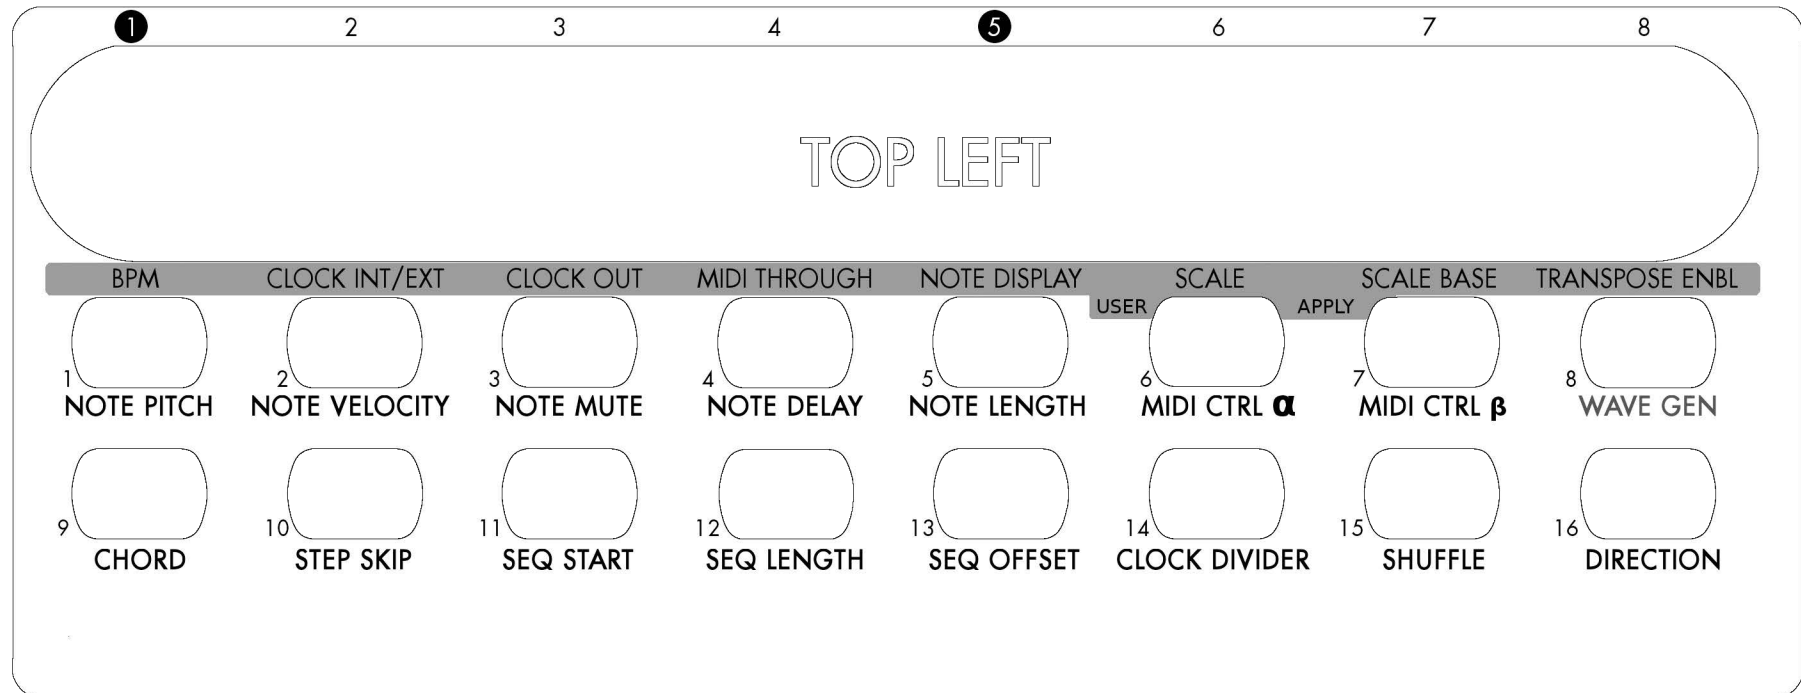 1 2 3 4 5 6 7 8
TOP LEFT
BPM CLOCK INT/EXT CLOCK OUT MIDI THROUGH NOTE DISPLAY SCALE SCALE BASE TRANSPOSE ENBL
USER APPLY
1 2 3 4 5 6 7 8
NOTE PITCH NOTE VELOCITY NOTE MUTE NOTE DELAY NOTE LENGTH MIDI CTRL α MIDI CTRL β WAVE GEN
9 10 11 12 13 14 15 16
CHORD STEP SKIP SEQ START SEQ LENGTH SEQ OFFSET CLOCK DIVIDER SHUFFLE DIRECTION